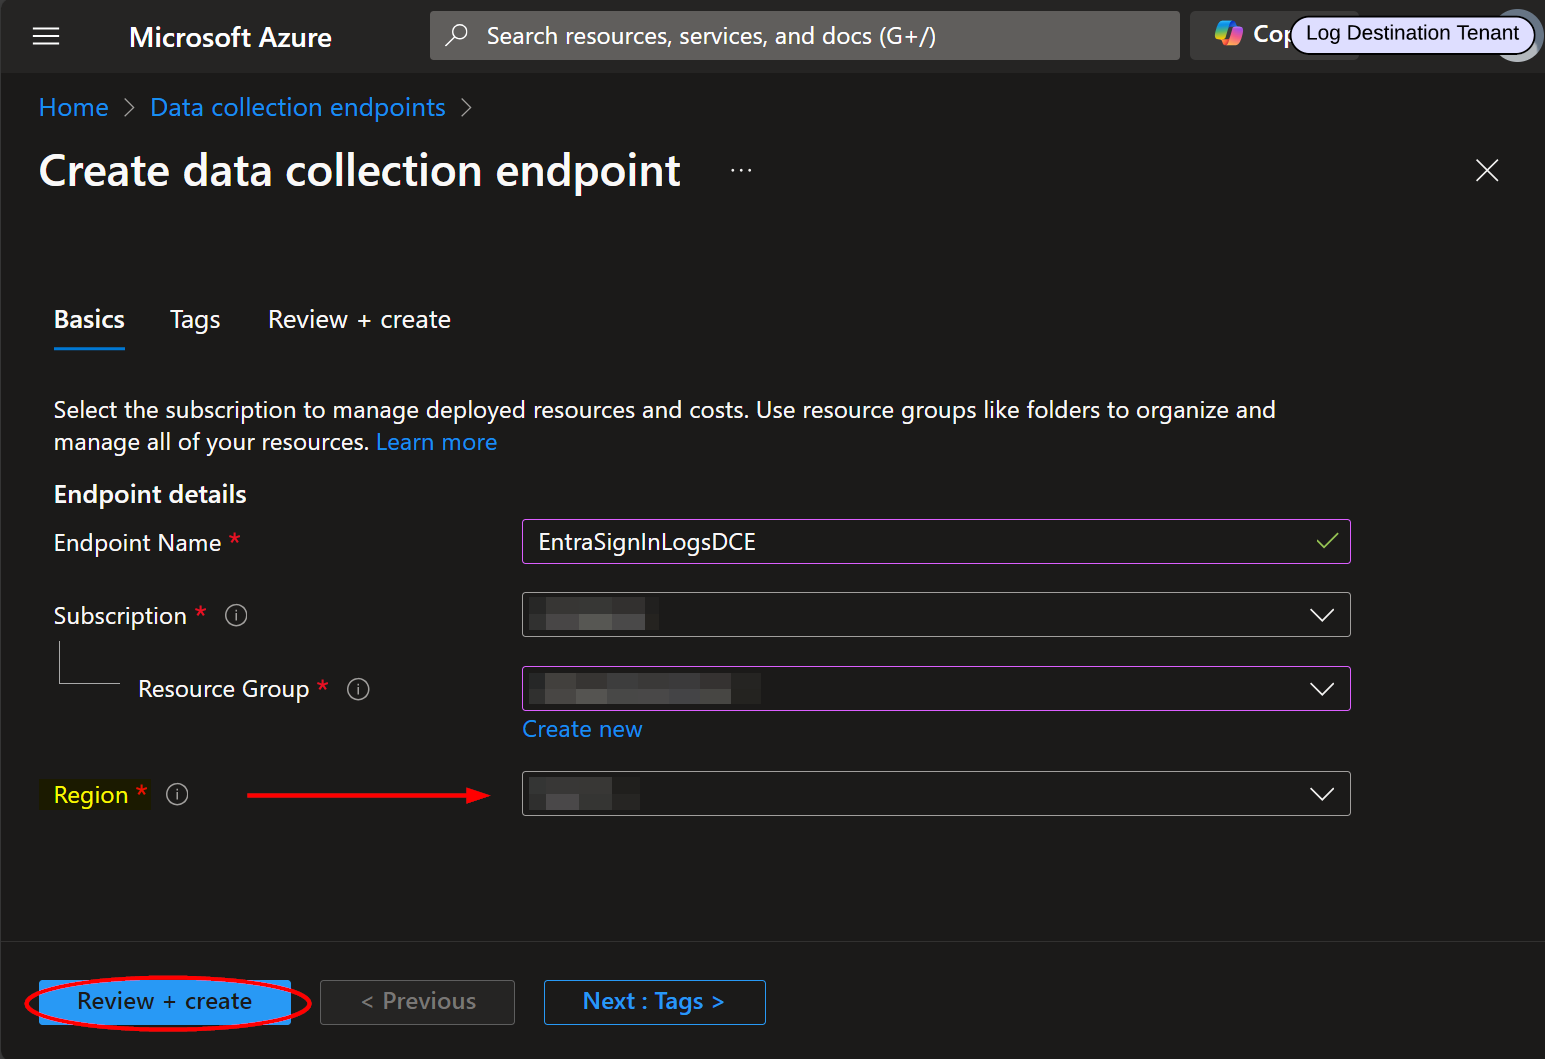 Microsoft Azure
Search resources, services, and docs (G+/)
Cop
Log Destination Tenant
Home > Data collection endpoints >
Create data collection endpoint ...
Basics
Tags
Review + create
Select the subscription to manage deployed resources and costs. Use resource groups like folders to organize and
manage all of your resources. Learn more
Endpoint details
Endpoint Name *
EntraSignInLogsDCE
Subscription *
Resource Group *
Create new
Region *
Review + create
< Previous
Next : Tags >